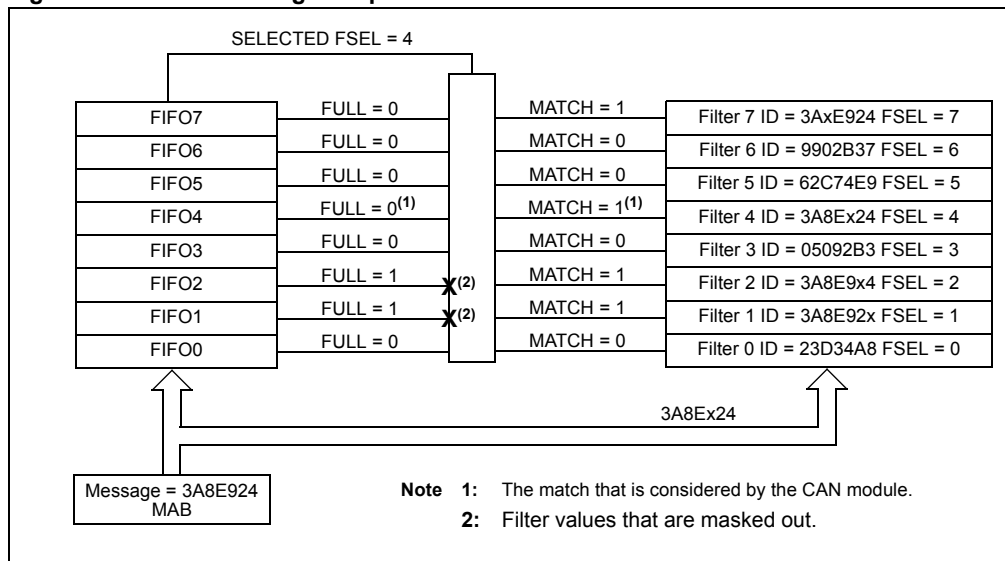 SELECTED FSEL = 4
FIFO7 FULL = 0 MATCH = 1 Filter 7 ID = 3AxE924 FSEL = 7
FIFO6 FULL = 0 MATCH = 0 Filter 6 ID = 9902B37 FSEL = 6
FIFO5 FULL = 0 MATCH = 0 Filter 5 ID = 62C74E9 FSEL = 5
FIFO4 FULL = 0(1) MATCH = 1(1) Filter 4 ID = 3A8Ex24 FSEL = 4
FIFO3 FULL = 0 MATCH = 0 Filter 3 ID = 05092B3 FSEL = 3
FIFO2 FULL = 1 X(2) MATCH = 1 Filter 2 ID = 3A8E9x4 FSEL = 2
FIFO1 FULL = 1 X(2) MATCH = 1 Filter 1 ID = 3A8E92x FSEL = 1
FIFO0 FULL = 0 MATCH = 0 Filter 0 ID = 23D34A8 FSEL = 0
3A8Ex24
Message = 3A8E924
MAB
Note 1: The match that is considered by the CAN module.
2: Filter values that are masked out.